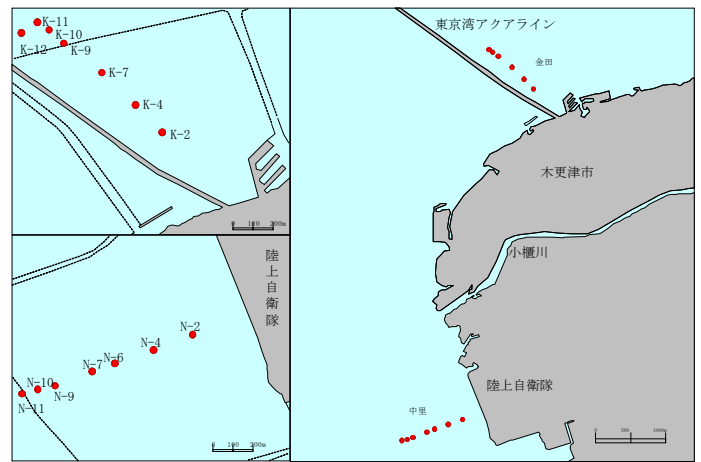 K-11
K-10
K-12
K-9
K-7
K-4
K-2
0 100 200m
陸上自衛隊
N-2
N-4
N-6
N-7
N-9
N-10
N-11
0 100 200m
東京湾アクアライン
金田
木更津市
小櫃川
陸上自衛隊
中里
0 500 1000m